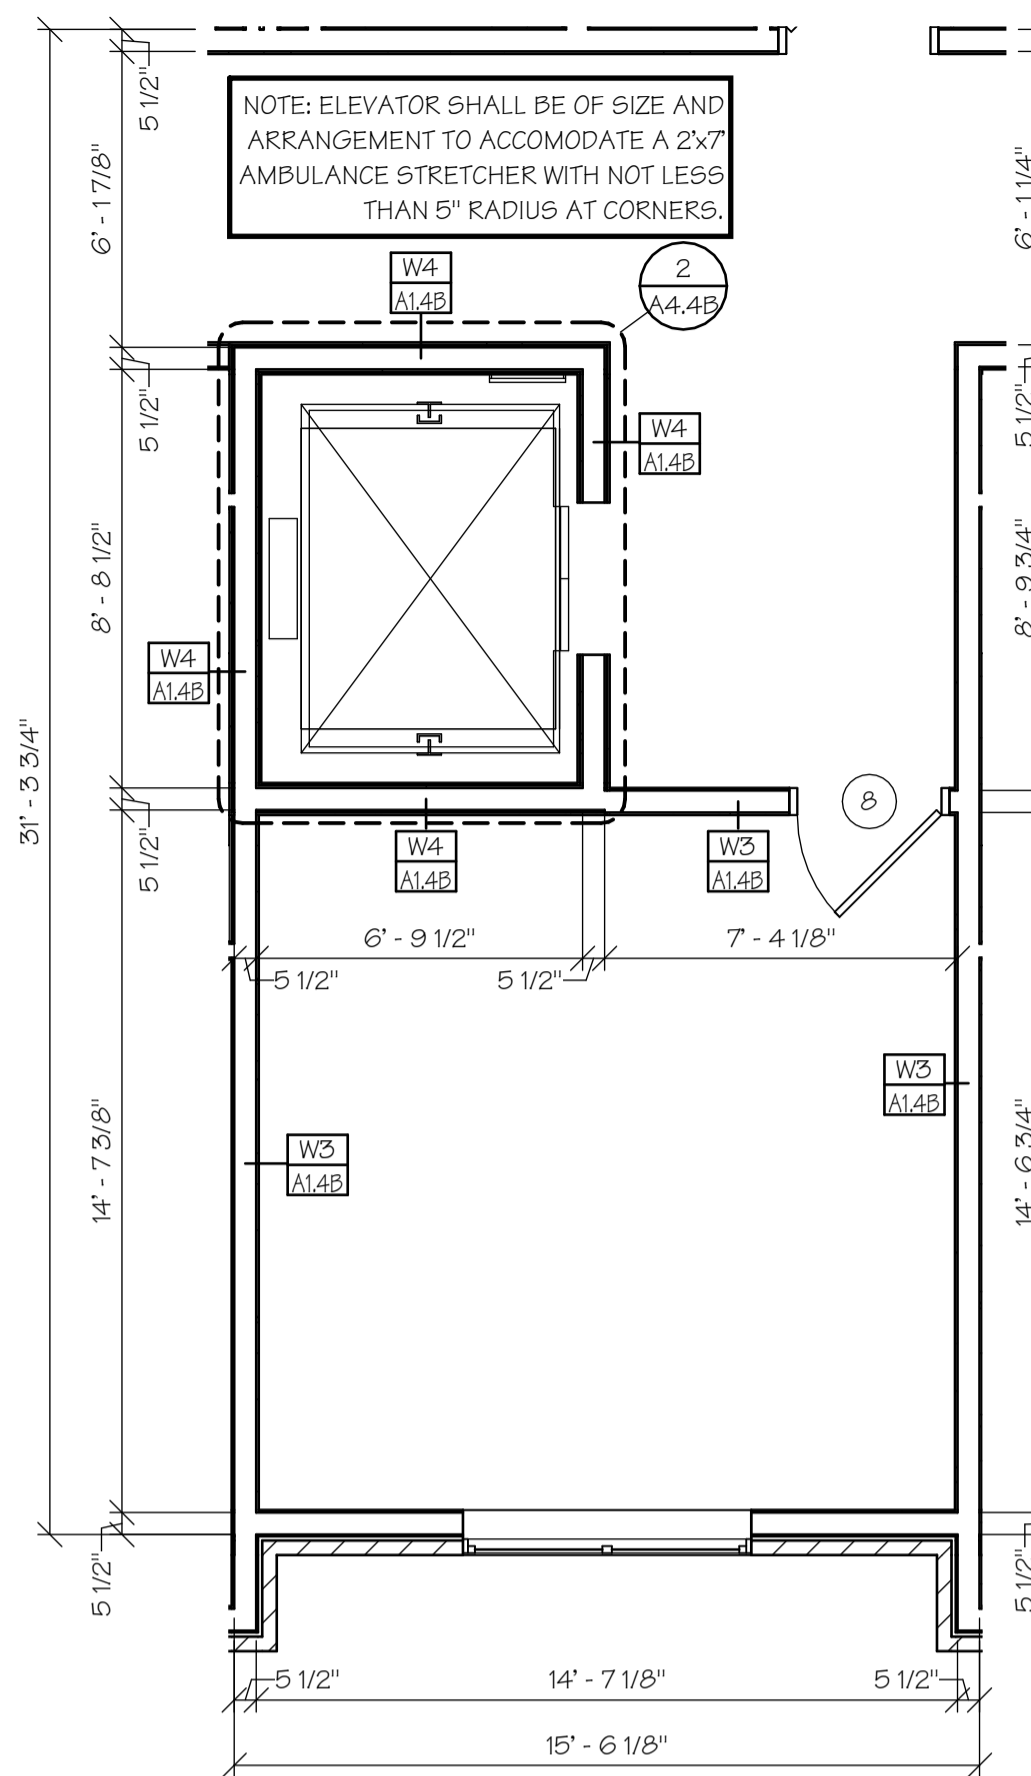 5 1/2"
NOTE: ELEVATOR SHALL BE OF SIZE AND
ARRANGEMENT TO ACCOMODATE A 2'x7'
AMBULANCE STRETCHER WITH NOT LESS
THAN 5" RADIUS AT CORNERS.
6' - 1 7/8"
6' - 1 1/4"
W4
A1.4B
2
A4.4B
5 1/2"
5 1/2"
W4
A1.4B
8' - 8 1/2"
8' - 9 3/4"
W4
A1.4B
31' - 3 3/4"
5 1/2"
8
W4
A1.4B
W3
A1.4B
6' - 9 1/2"
7' - 4 1/8"
5 1/2"
5 1/2"
W3
A1.4B
14' - 7 3/8"
14' - 6 3/4"
W3
A1.4B
5 1/2"
5 1/2"
5 1/2"
14' - 7 1/8"
5 1/2"
15' - 6 1/8"